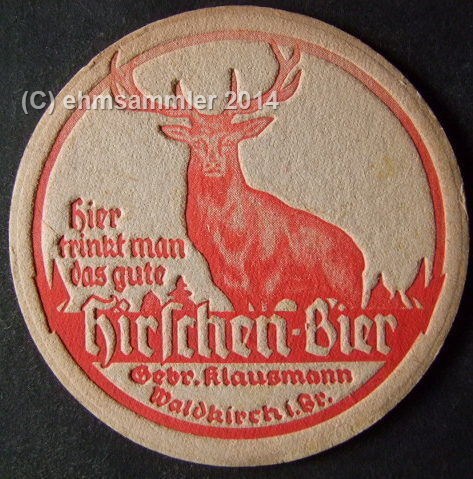 (C) ehmsammler 2014
Hier
trinkt man
das gute
Hirschen-Bier
Gebr. Klausmann
Waldkirch i. Br.